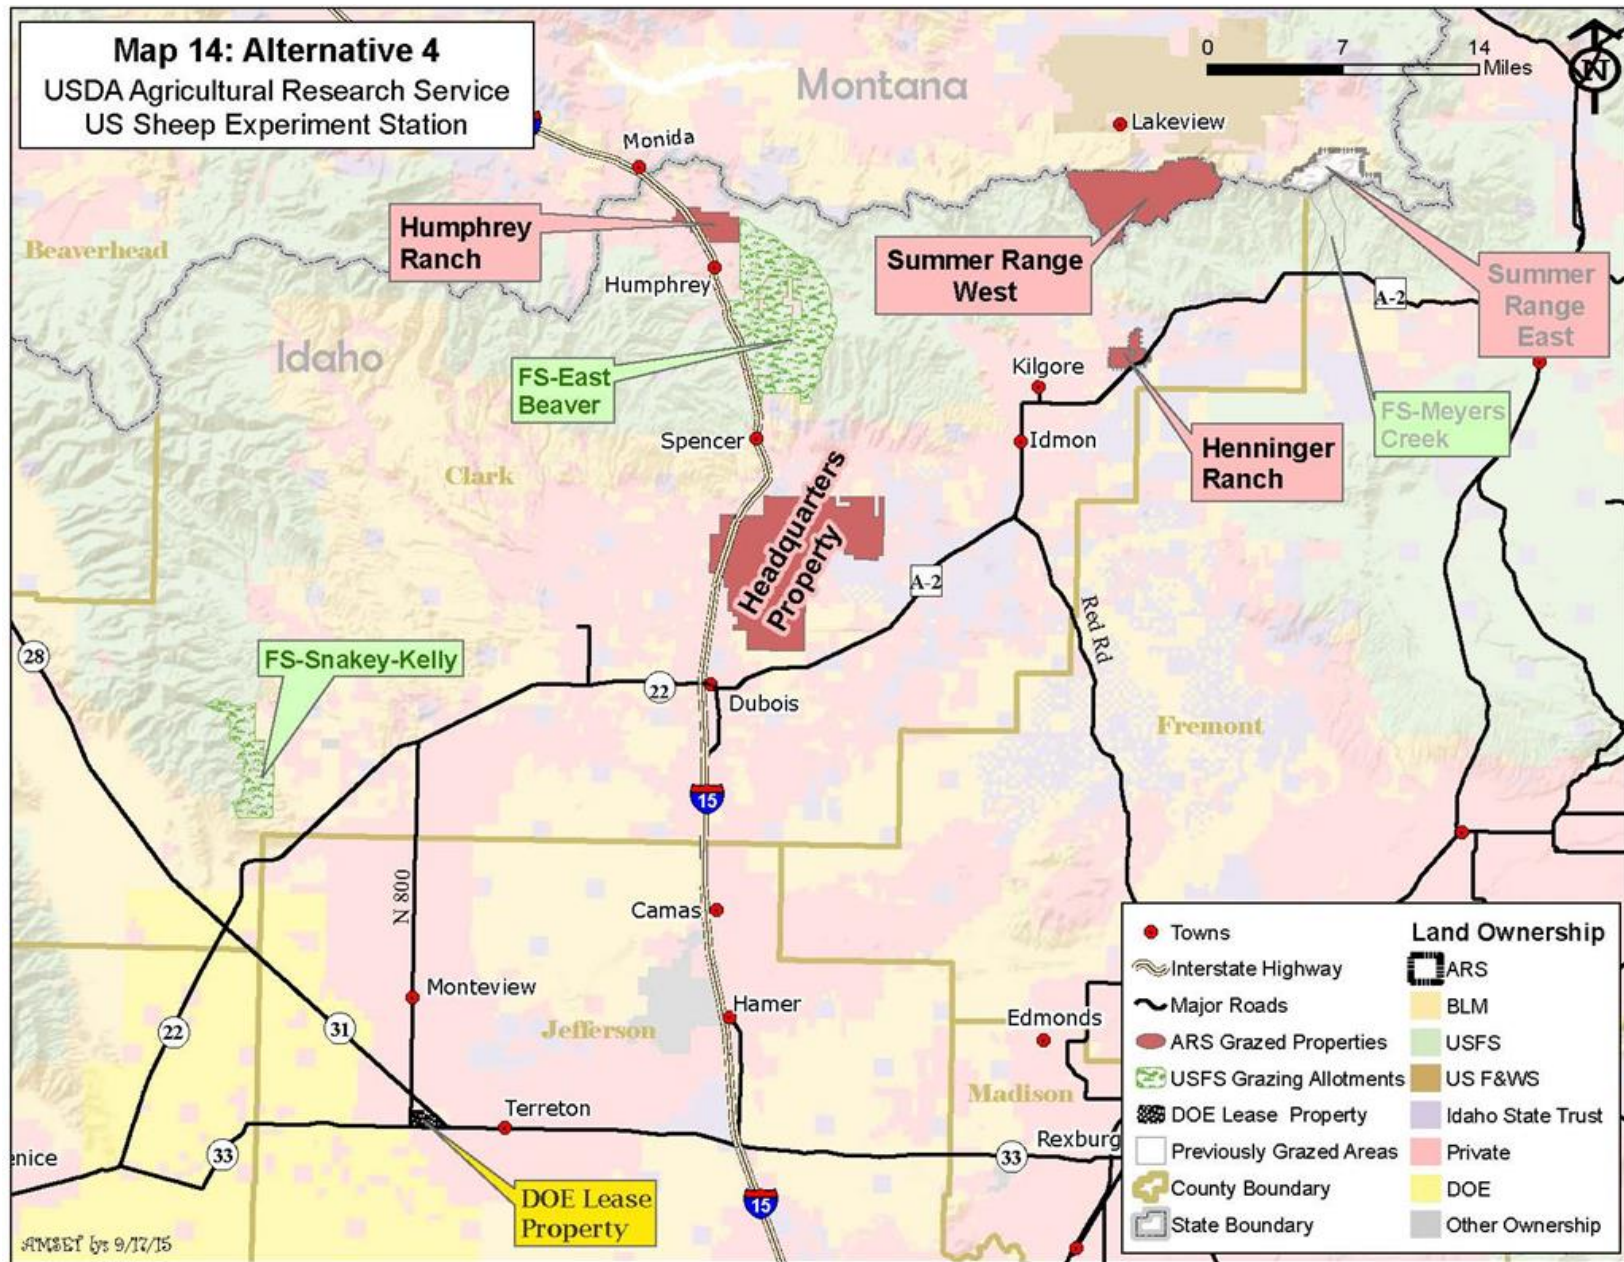 Map 14: Alternative 4
USDA Agricultural Research Service
US Sheep Experiment Station
0 7 14
Miles
N
Montana
Lakeview
Monida
Humphrey
Ranch
Beaverhead
Summer Range
West
Summer
Range
East
Humphrey
A-2
Idaho
FS-East
Beaver
Kilgore
FS-Meyers
Creek
Spencer
Idmon
Henninger
Ranch
Clark
Headquarters
Property
A-2
Red Rd
28
FS-Snakey-Kelly
22
Dubois
Fremont
15
N 800
Camas
Monteview
Hamer
Edmonds
22
31
Jefferson
Madison
Terreton
Rexburg
enice
33
33
DOE Lease
Property
15
AMSET lys 9/17/15
Towns
Interstate Highway
Major Roads
ARS Grazed Properties
USFS Grazing Allotments
DOE Lease Property
Previously Grazed Areas
County Boundary
State Boundary
Land Ownership
ARS
BLM
USFS
US F&WS
Idaho State Trust
Private
DOE
Other Ownership